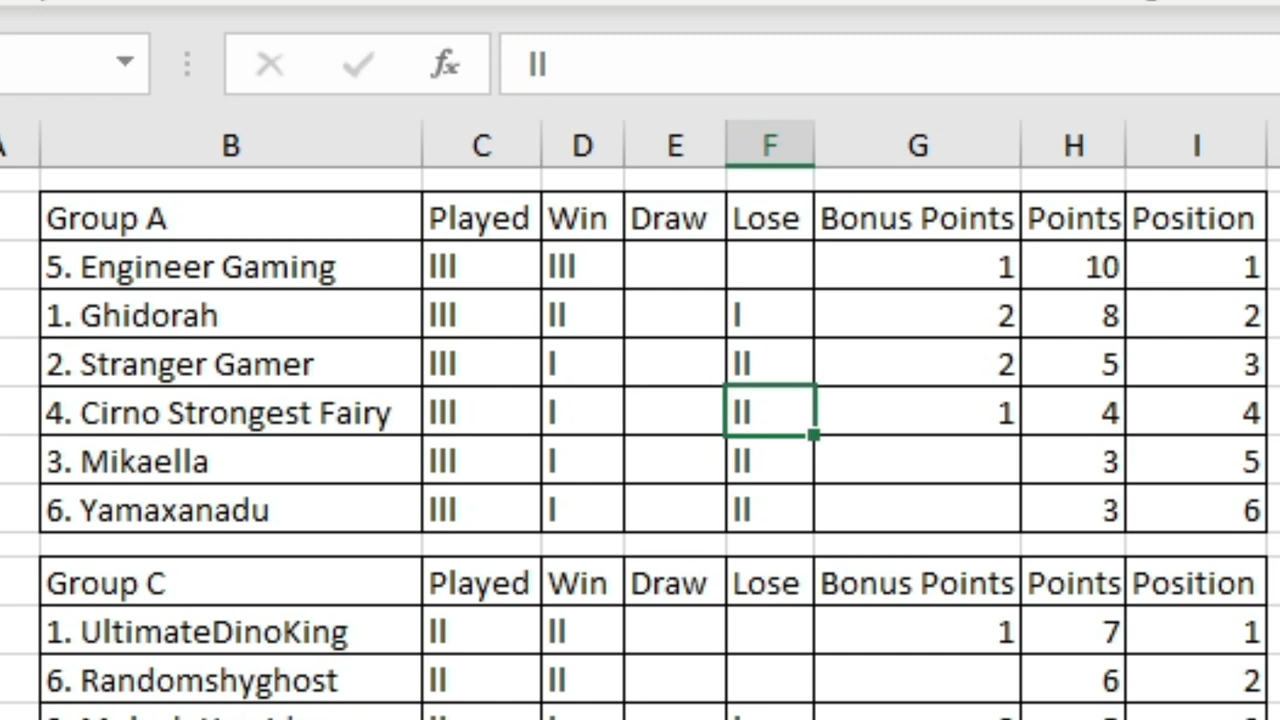 II
B C D E F G H I
Group A Played Win Draw Lose Bonus Points Points Position
5. Engineer Gaming III III 1 10 1
1. Ghidorah III II I 2 8 2
2. Stranger Gamer III I II 2 5 3
4. Cirno Strongest Fairy III I II 1 4 4
3. Mikaella III I II 3 5
6. Yamaxanadu III I II 3 6
Group C Played Win Draw Lose Bonus Points Points Position
1. UltimateDinoKing II II 1 7 1
6. Randomshyghost II II 6 2